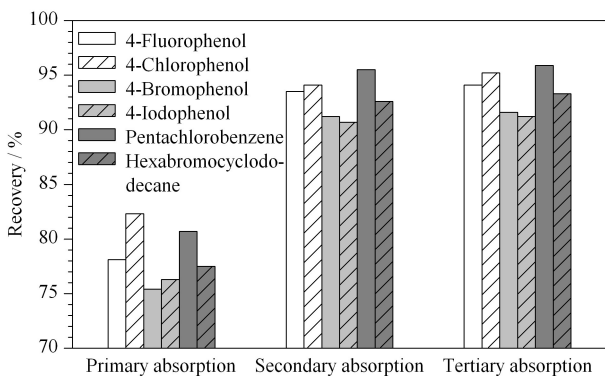 100
95
90
85
80
75
70
Recovery / %
4-Fluorophenol
4-Chlorophenol
4-Bromophenol
4-Iodophenol
Pentachlorobenzene
Hexabromocyclodo-
decane
Primary absorption
Secondary absorption
Tertiary absorption